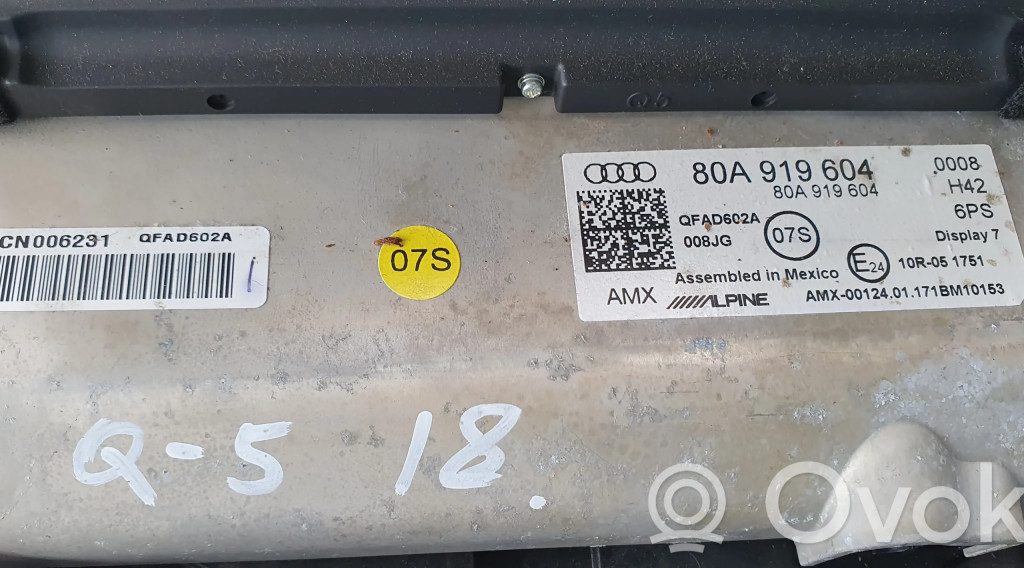 Q5
80A 919 604
80A 919 604
0008
H42
6PS
Display 7
QFAD602A
008JG
07S
Assembled in Mexico
E24
10R-05 1751
AMX
ALPINE
AMX-00124.01.171BM10153
CN006231 QFAD602A
07S
Q-5 18.
Ovok